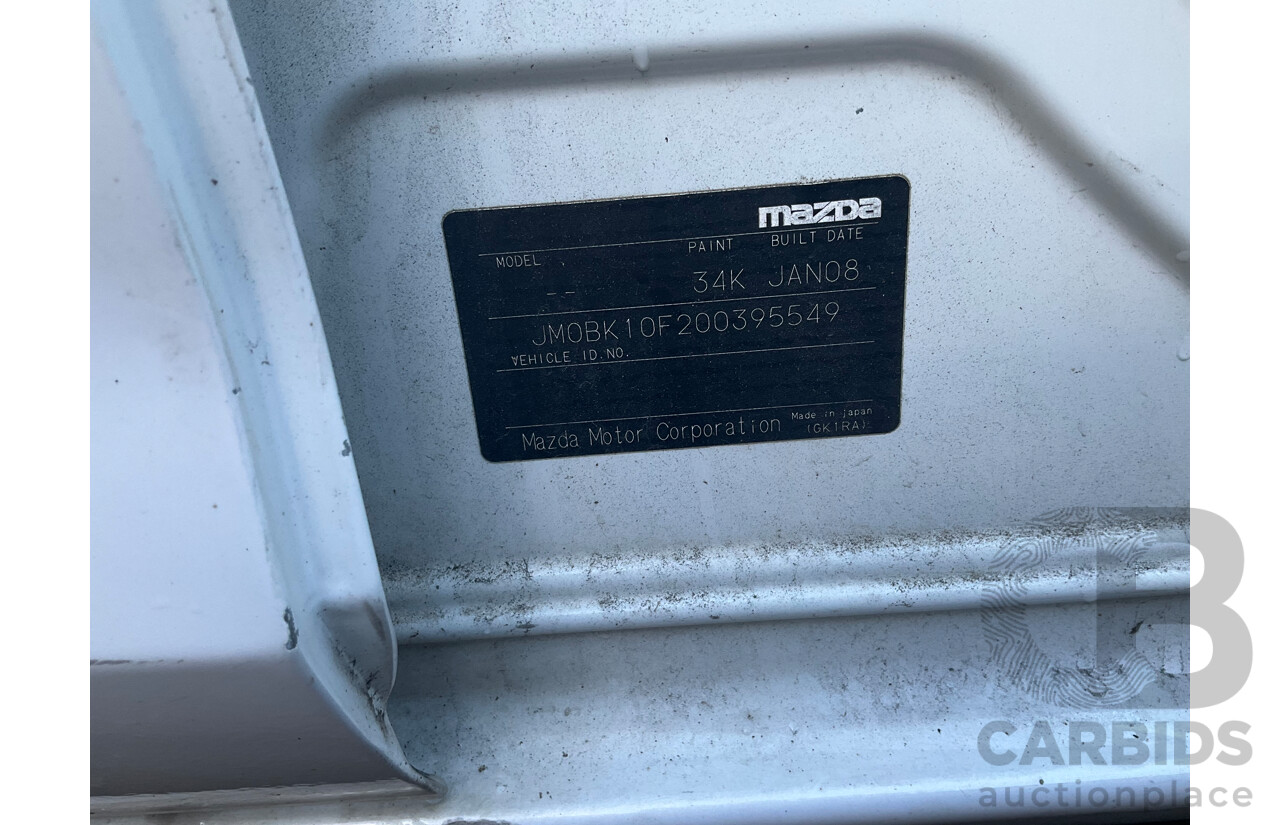 mazda
MODEL PAINT BUILT DATE
-- 34K JAN08
JM0BK10F200395549
VEHICLE ID.NO.
Mazda Motor Corporation Made in Japan
(GK1RA)
CB
CARBIDS
auctionplace